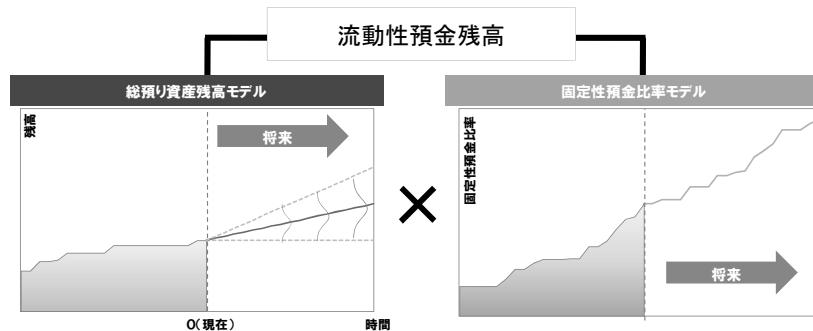 流動性預金残高
総預り資産残高モデル
固定性預金比率モデル
残高
将来
固定性預金比率
将来
0(現在)
時間